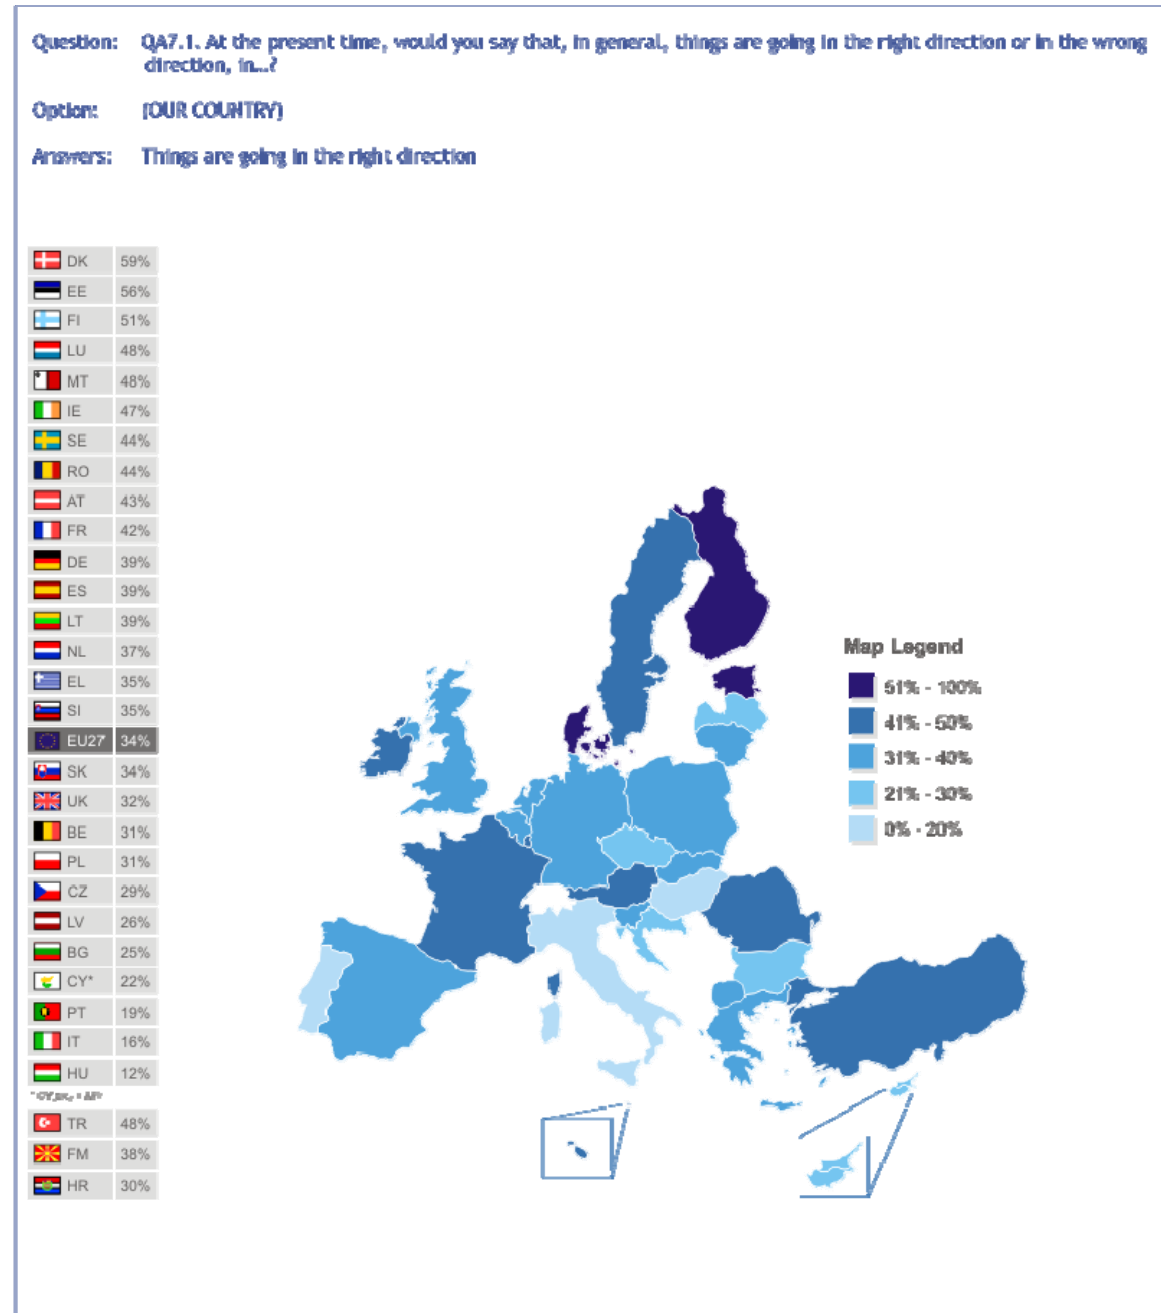 Question: QA7.1. At the present time, would you say that, in general, things are going in the right direction or in the wrong
direction, in...?
Option: (OUR COUNTRY)
Answers: Things are going in the right direction
DK 59%
EE 56%
FI 51%
LU 48%
MT 48%
IE 47%
SE 44%
RO 44%
AT 43%
FR 42%
DE 39%
ES 39%
LT 39%
NL 37%
EL 35%
SI 35%
EU27 34%
SK 34%
UK 32%
BE 31%
PL 31%
CZ 29%
LV 26%
BG 25%
CY* 22%
PT 19%
IT 16%
HU 12%
TR 48%
FM 38%
HR 30%
Map Legend
51% - 100%
41% - 50%
31% - 40%
21% - 30%
0% - 20%